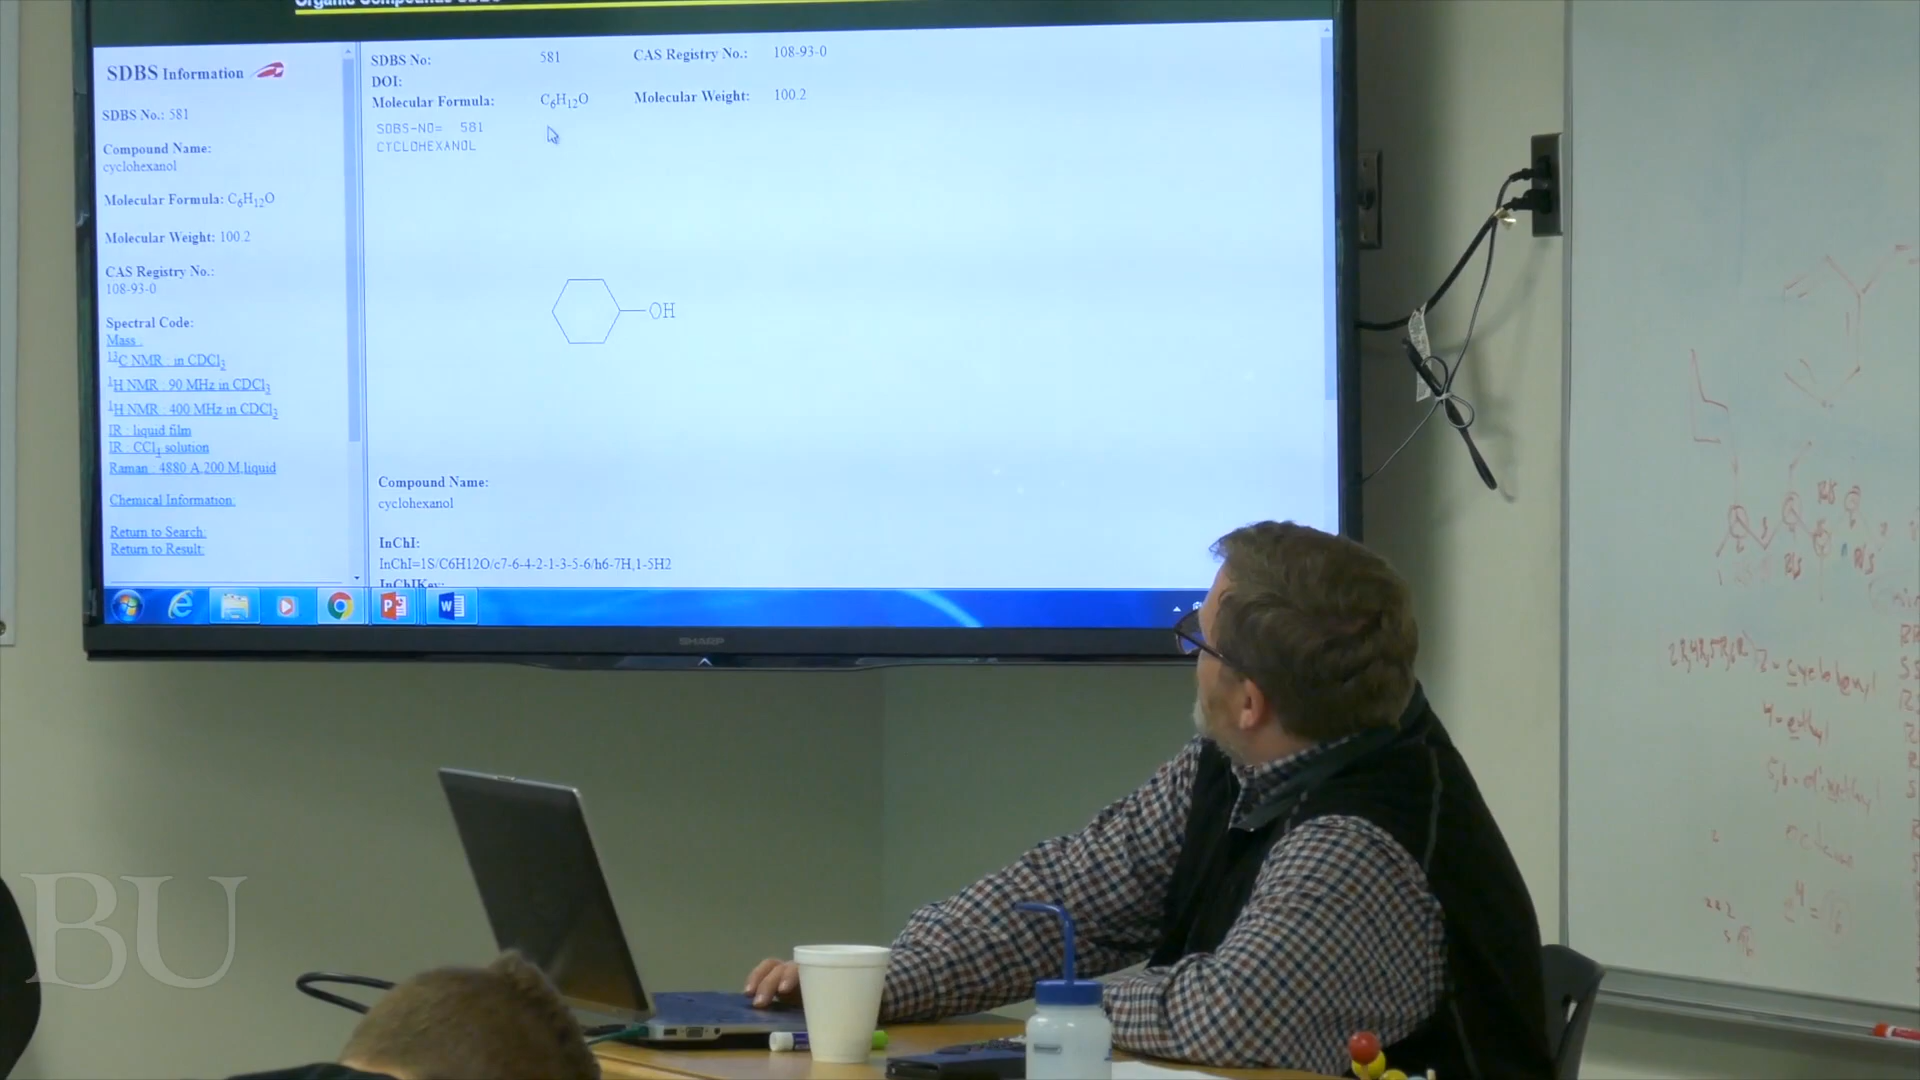 SDBS Information
SDBS No.: 581
Compound Name:
cyclohexanol
Molecular Formula: C6H12O
Molecular Weight: 100.2
CAS Registry No.:
108-93-0
Spectral Code:
Mass :
13C NMR : in CDCl3
1H NMR : 90 MHz in CDCl3
1H NMR : 400 MHz in CDCl3
IR : liquid film
IR : CCl4 solution
Raman : 4880 A,200 M,liquid
Chemical Information:
Return to Search:
Return to Result:
SDBS No: 581 CAS Registry No.: 108-93-0
DOI:
Molecular Formula: C6H12O Molecular Weight: 100.2
SDBS-NO= 581
CYCLOHEXANOL
OH
Compound Name:
cyclohexanol
InChI:
InChI=1S/C6H12O/c7-6-4-2-1-3-5-6/h6-7H,1-5H2
InChIKey:
SHARP
2-cyclohexyl
4-ethyl
BU